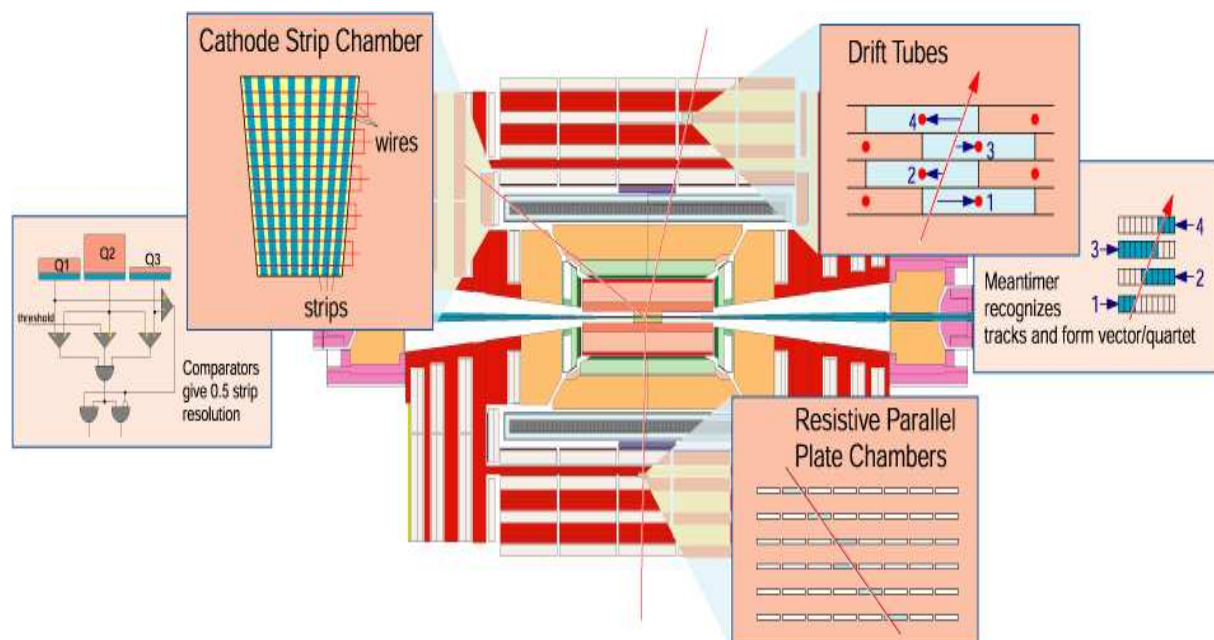 Cathode Strip Chamber
wires
strips
Q1
Q2
Q3
threshold
Comparators
give 0.5 strip
resolution
Drift Tubes
4
3
2
1
4
3
2
1
Meantimer
recognizes
tracks and form vector/quartet
Resistive Parallel
Plate Chambers